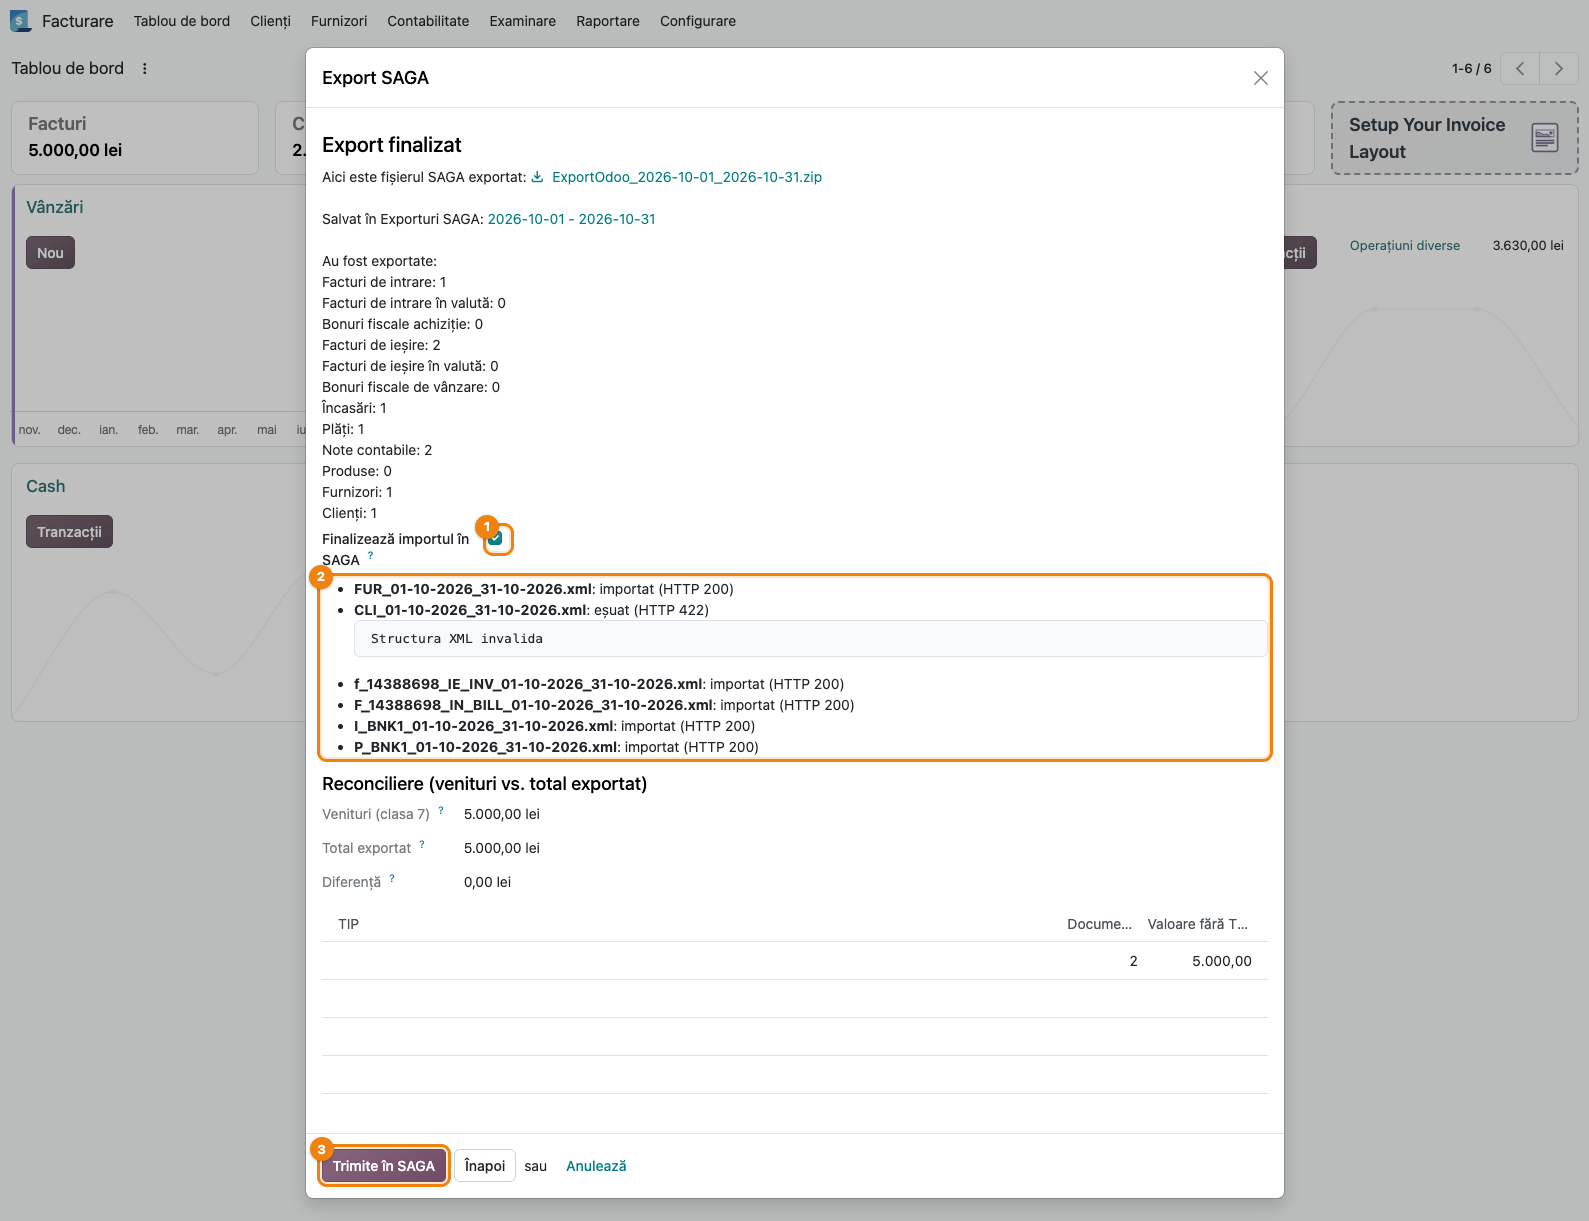 Facturare
Tablou de bord
Clienți
Furnizori
Contabilitate
Examinare
Raportare
Configurare
Tablou de bord
1-6 / 6
Facturi
5.000,00 lei
C
2.
Setup Your Invoice
Layout
Vânzări
Nou
nov. dec. ian. feb. mar. apr. mai iu
cții
Operațiuni diverse
3.630,00 lei
Cash
Tranzacții
Export SAGA
Export finalizat
Aici este fișierul SAGA exportat: ExportOdoo_2026-10-01_2026-10-31.zip
Salvat în Exporturi SAGA: 2026-10-01 - 2026-10-31
Au fost exportate:
Facturi de intrare: 1
Facturi de intrare în valută: 0
Bonuri fiscale achiziție: 0
Facturi de ieșire: 2
Facturi de ieșire în valută: 0
Bonuri fiscale de vânzare: 0
Încasări: 1
Plăți: 1
Note contabile: 2
Produse: 0
Furnizori: 1
Clienți: 1
Finalizează importul în
SAGA ?
1
2
FUR_01-10-2026_31-10-2026.xml: importat (HTTP 200)
CLI_01-10-2026_31-10-2026.xml: eșuat (HTTP 422)
Structura XML invalida
f_14388698_IE_INV_01-10-2026_31-10-2026.xml: importat (HTTP 200)
F_14388698_IN_BILL_01-10-2026_31-10-2026.xml: importat (HTTP 200)
I_BNK1_01-10-2026_31-10-2026.xml: importat (HTTP 200)
P_BNK1_01-10-2026_31-10-2026.xml: importat (HTTP 200)
Reconciliere (venituri vs. total exportat)
Venituri (clasa 7) ? 5.000,00 lei
Total exportat ? 5.000,00 lei
Diferență ? 0,00 lei
TIP Docume... Valoare fără T...
2 5.000,00
3
Trimite în SAGA
Înapoi
sau
Anulează